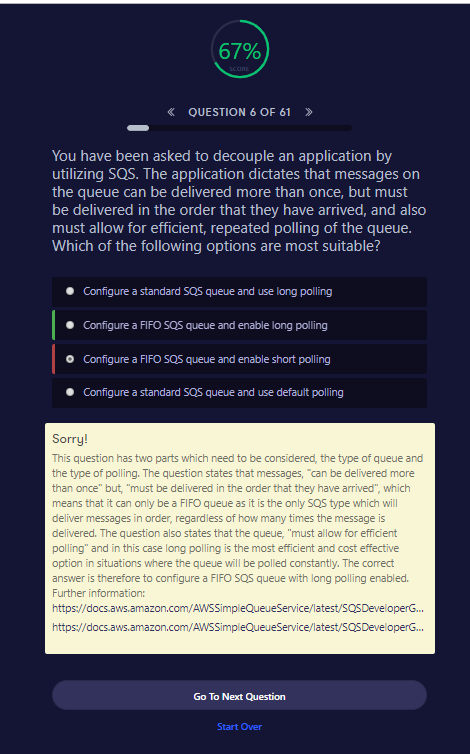 67%
SCORE
« QUESTION 6 OF 61 »
You have been asked to decouple an application by
utilizing SQS. The application dictates that messages on
the queue can be delivered more than once, but must
be delivered in the order that they have arrived, and also
must allow for efficient, repeated polling of the queue.
Which of the following options are most suitable?
Configure a standard SQS queue and use long polling
Configure a FIFO SQS queue and enable long polling
Configure a FIFO SQS queue and enable short polling
Configure a standard SQS queue and use default polling
Sorry!
This question has two parts which need to be considered, the type of queue and
the type of polling. The question states that messages, "can be delivered more
than once" but, "must be delivered in the order that they have arrived", which
means that it can only be a FIFO queue as it is the only SQS type which will
deliver messages in order, regardless of how many times the message is
delivered. The question also states that the queue, "must allow for efficient
polling" and in this case long polling is the most efficient and cost effective
option in situations where the queue will be polled constantly. The correct
answer is therefore to configure a FIFO SQS queue with long polling enabled.
Further information:
https://docs.aws.amazon.com/AWSSimpleQueueService/latest/SQSDeveloperG...
https://docs.aws.amazon.com/AWSSimpleQueueService/latest/SQSDeveloperG...
Go To Next Question
Start Over